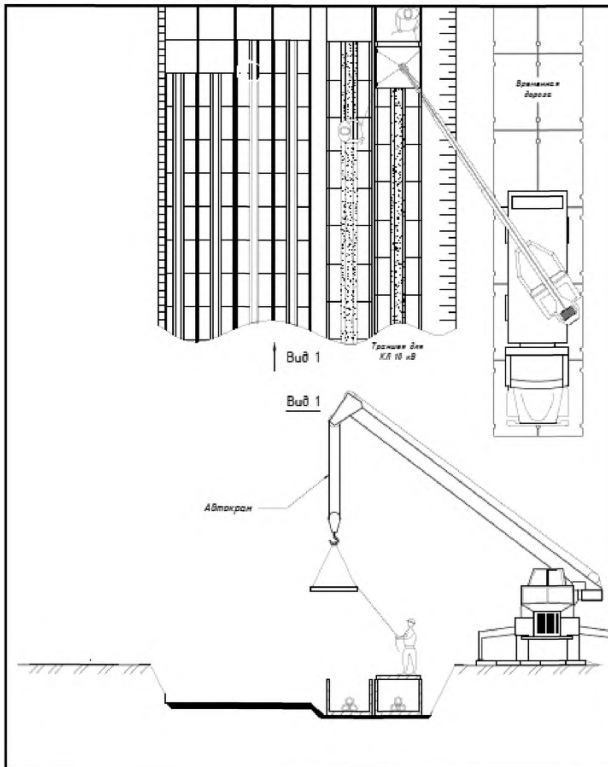 Временная
дорога
Траншея для
КЛ 10 кВ
Вид 1
Вид 1
Автокран